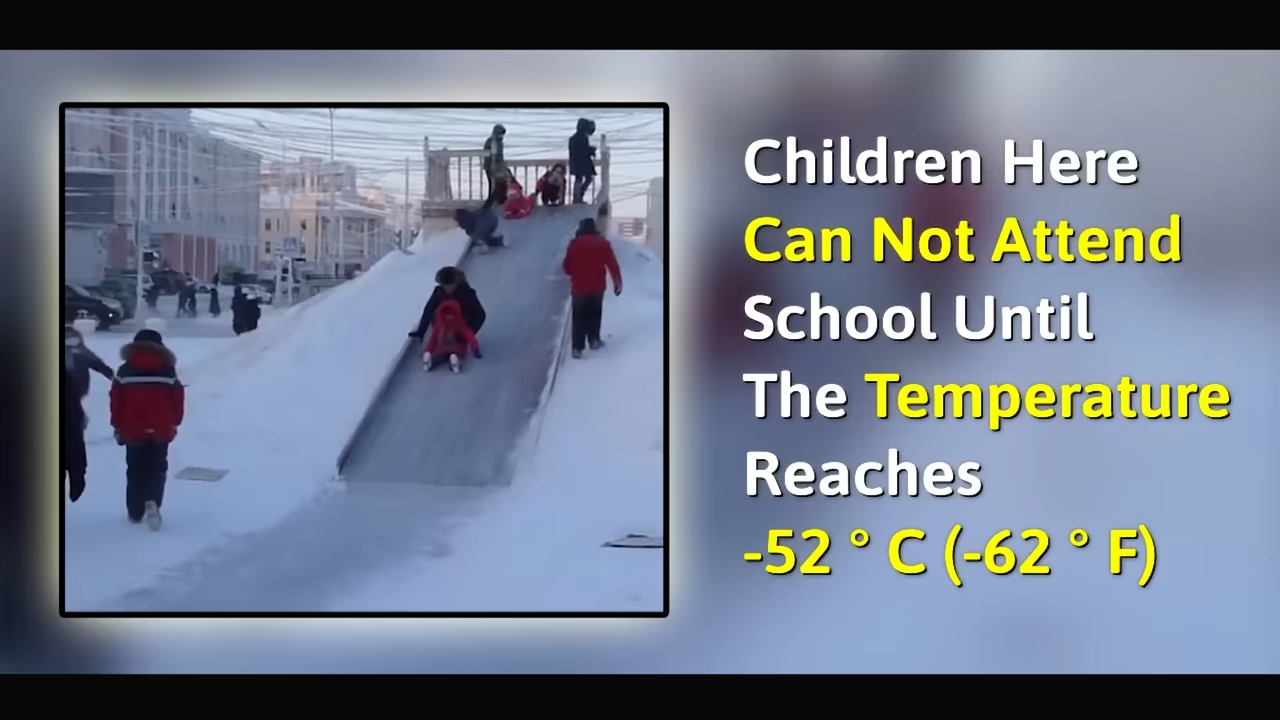 Children Here
Can Not Attend
School Until
The Temperature
Reaches
-52 ° C (-62 ° F)